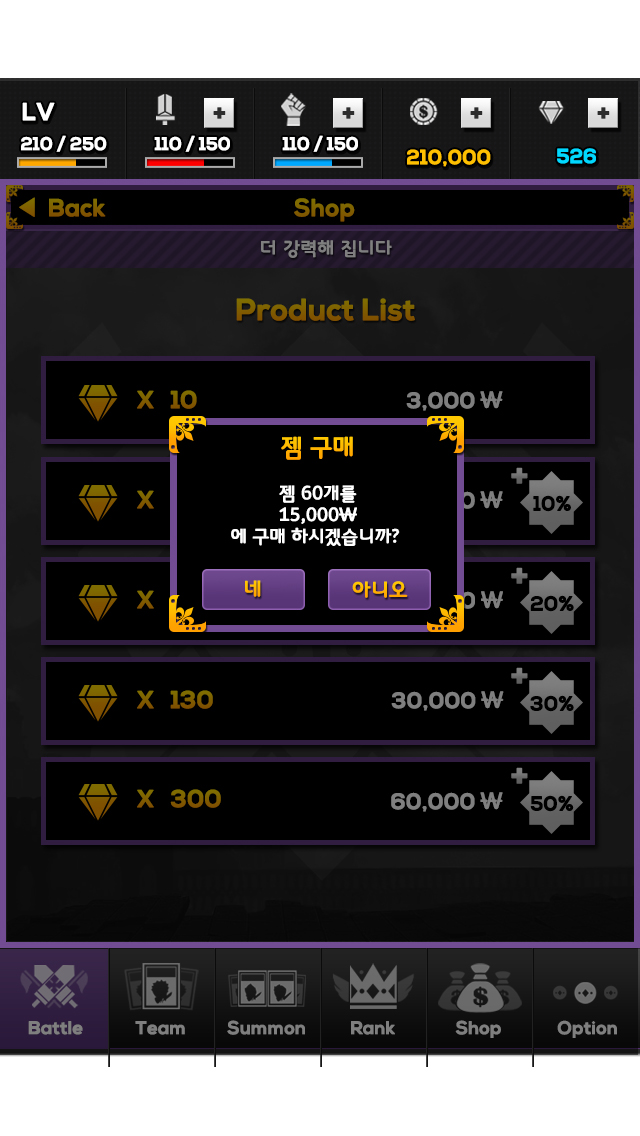 LV
210 / 250
110 / 150
110 / 150
210,000
526
Back
Shop
더 강력해 집니다
Product List
X 10
3,000 ₩
X
0 ₩
10%
X
0 ₩
20%
젬 구매
젬 60개를
15,000₩
에 구매 하시겠습니까?
네
아니오
X 130
30,000 ₩
30%
X 300
60,000 ₩
50%
Battle
Team
Summon
Rank
Shop
Option